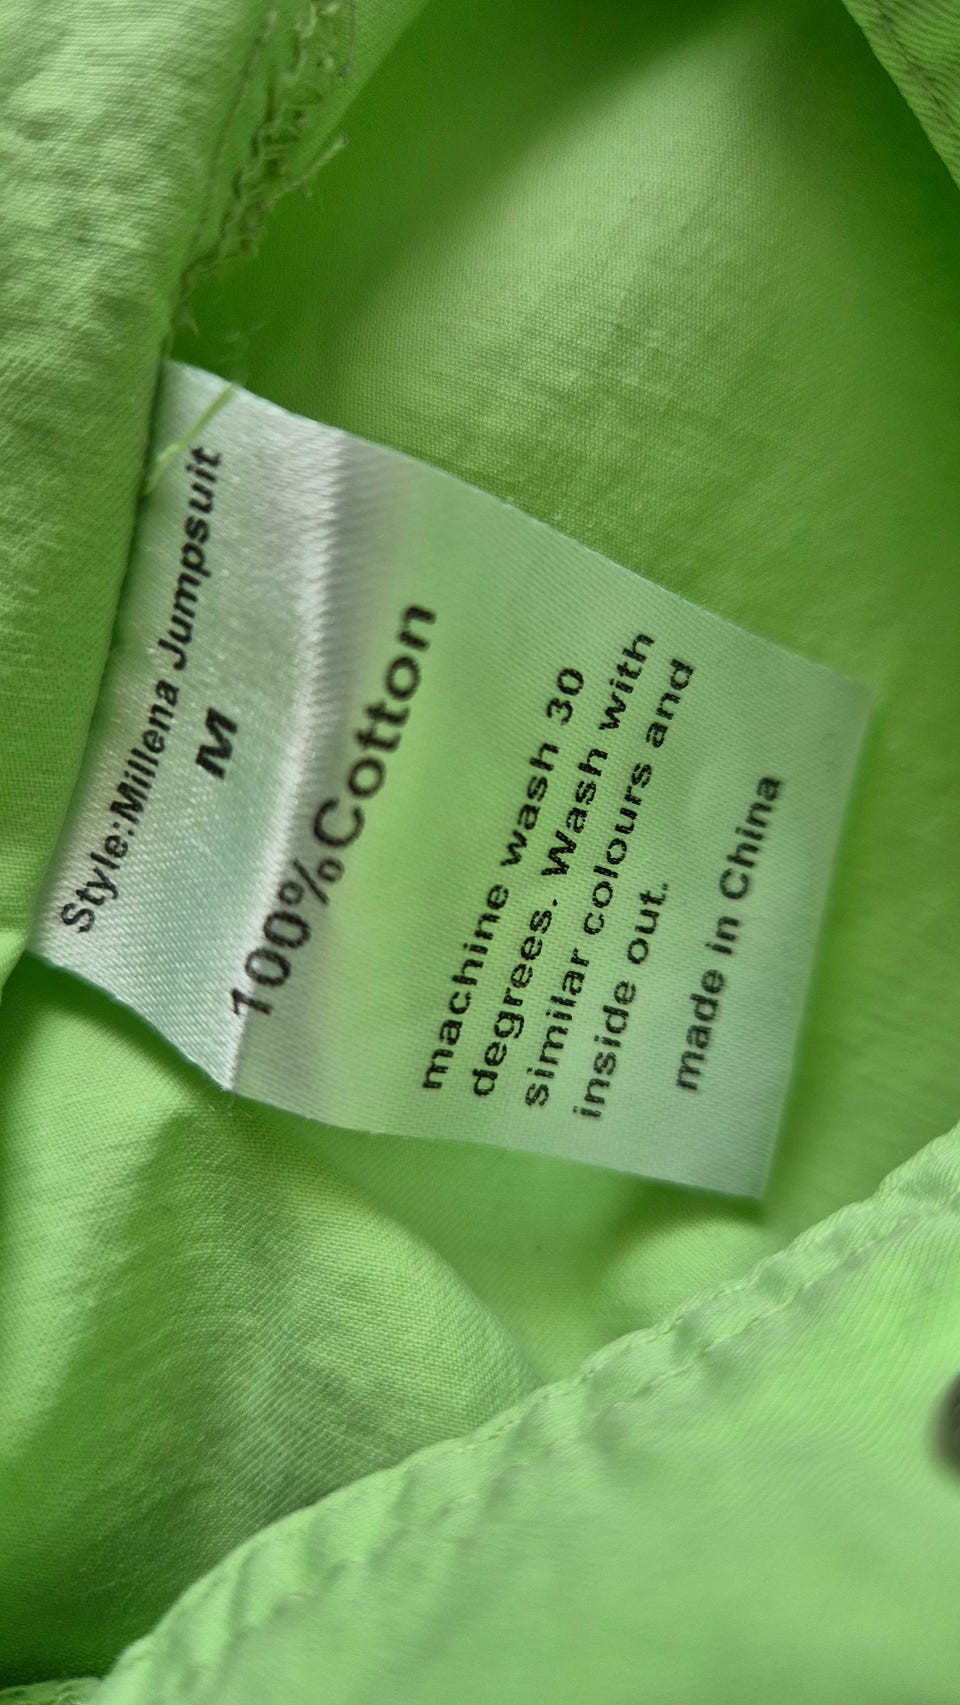 Style:Millena Jumpsuit
M
100%Cotton
machine wash 30
degrees. Wash with
similar colours and
inside out.
made in China